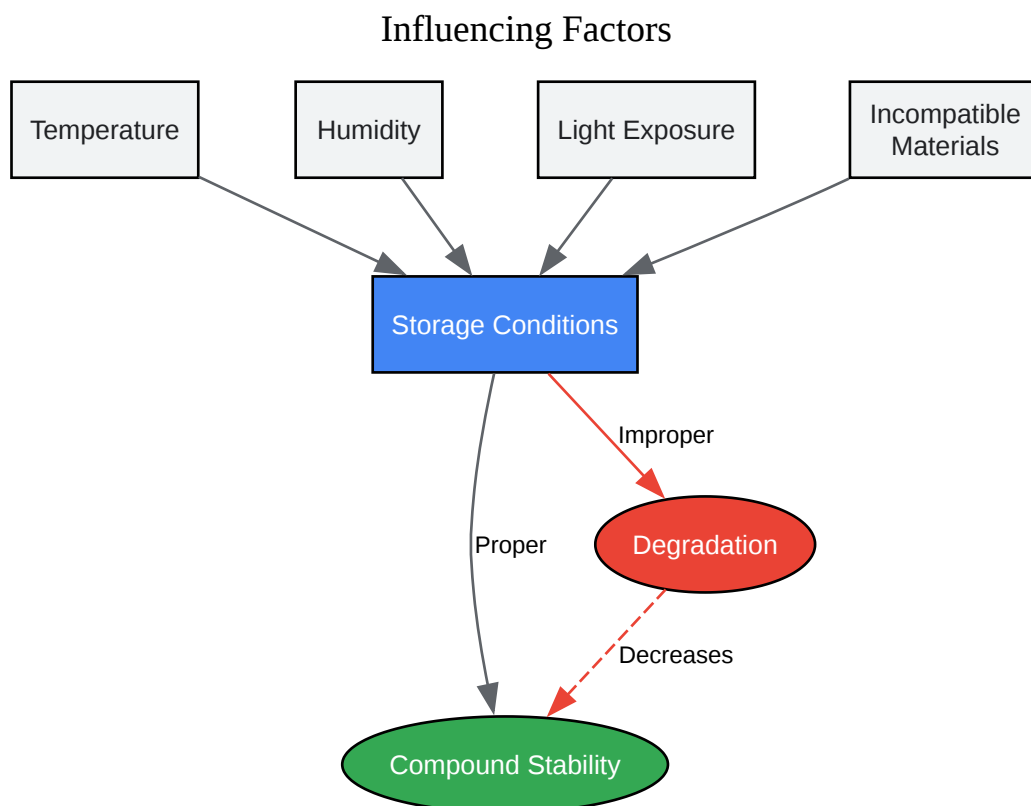 Influencing Factors
Temperature
Humidity
Light Exposure
Incompatible
Materials
Storage Conditions
Improper
Proper
Degradation
Decreases
Compound Stability